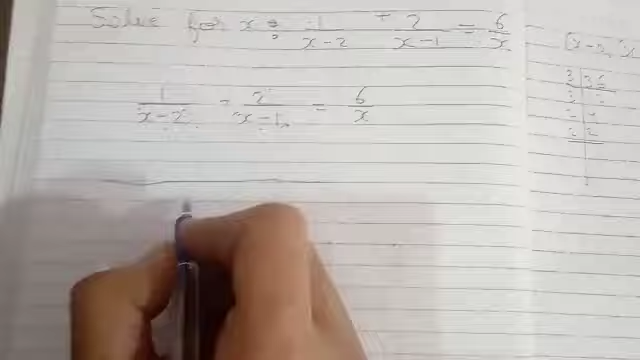 Solve for x : 1/(x-2) + 2/(x-1) = 6/x
1/(x-2) + 2/(x-1) = 6/x